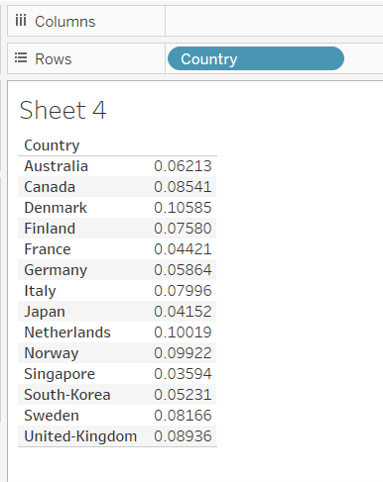 Columns
Rows Country
Sheet 4
Country
Australia 0.06213
Canada 0.08541
Denmark 0.10585
Finland 0.07580
France 0.04421
Germany 0.05864
Italy 0.07996
Japan 0.04152
Netherlands 0.10019
Norway 0.09922
Singapore 0.03594
South-Korea 0.05231
Sweden 0.08166
United-Kingdom 0.08936